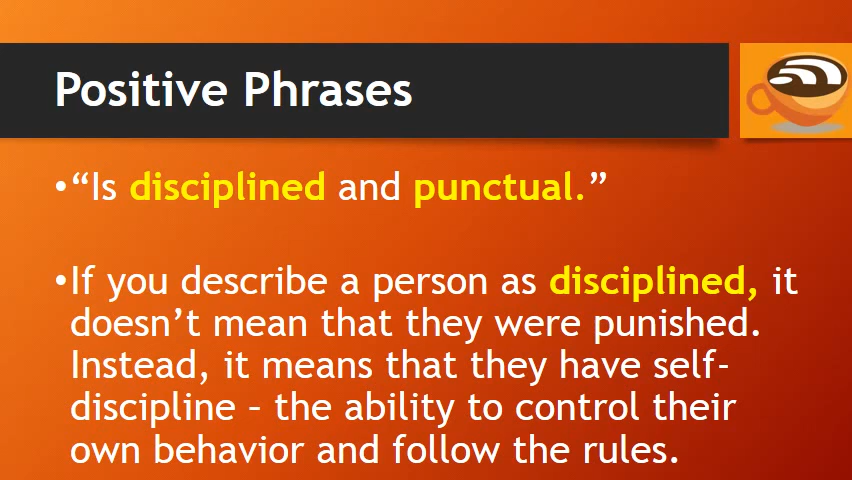 Positive Phrases
•“Is disciplined and punctual.”
•If you describe a person as disciplined, it
doesn’t mean that they were punished.
Instead, it means that they have self-
discipline – the ability to control their
own behavior and follow the rules.